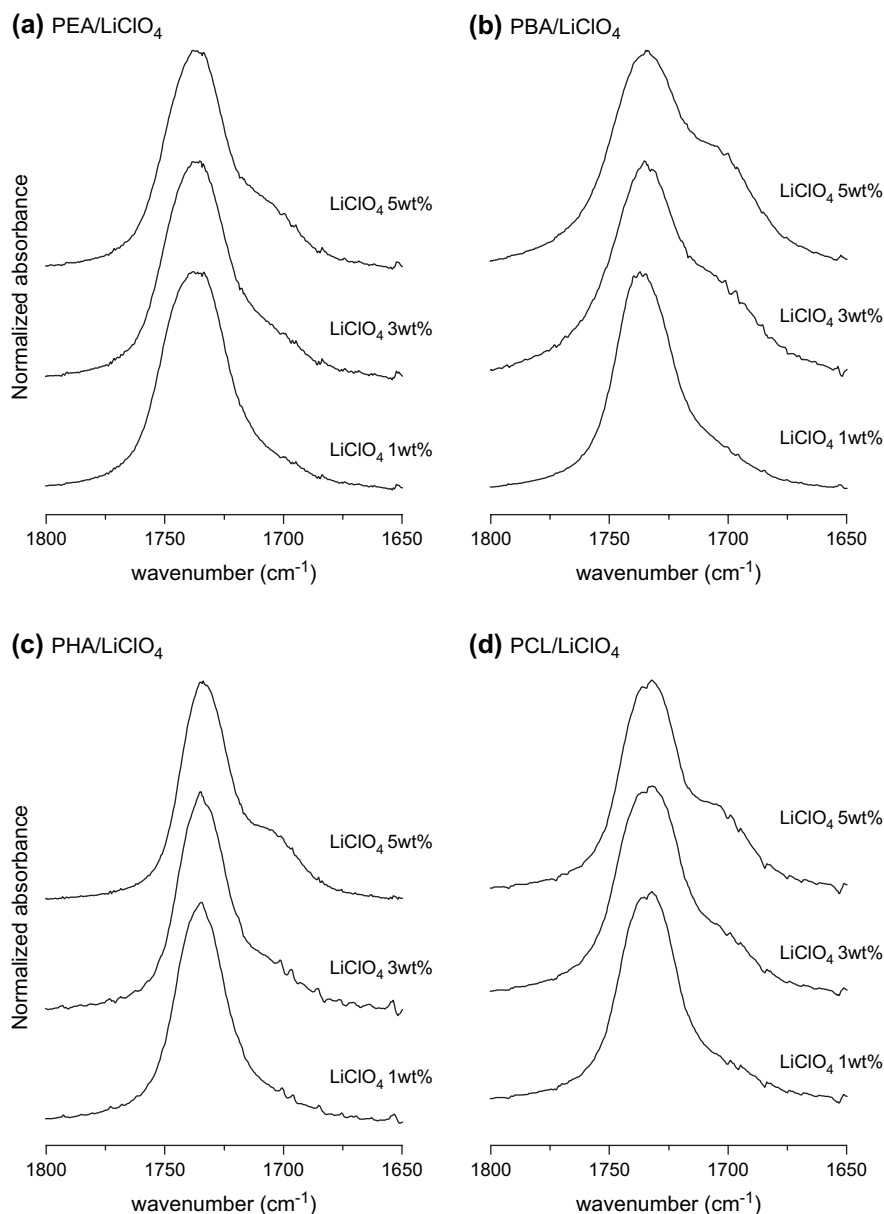 (a) PEA/LiClO4
Normalized absorbance
LiClO4 5wt%
LiClO4 3wt%
LiClO4 1wt%
1800 1750 1700 1650
wavenumber (cm-1)
(b) PBA/LiClO4
LiClO4 5wt%
LiClO4 3wt%
LiClO4 1wt%
1800 1750 1700 1650
wavenumber (cm-1)
(c) PHA/LiClO4
Normalized absorbance
LiClO4 5wt%
LiClO4 3wt%
LiClO4 1wt%
1800 1750 1700 1650
wavenumber (cm-1)
(d) PCL/LiClO4
LiClO4 5wt%
LiClO4 3wt%
LiClO4 1wt%
1800 1750 1700 1650
wavenumber (cm-1)